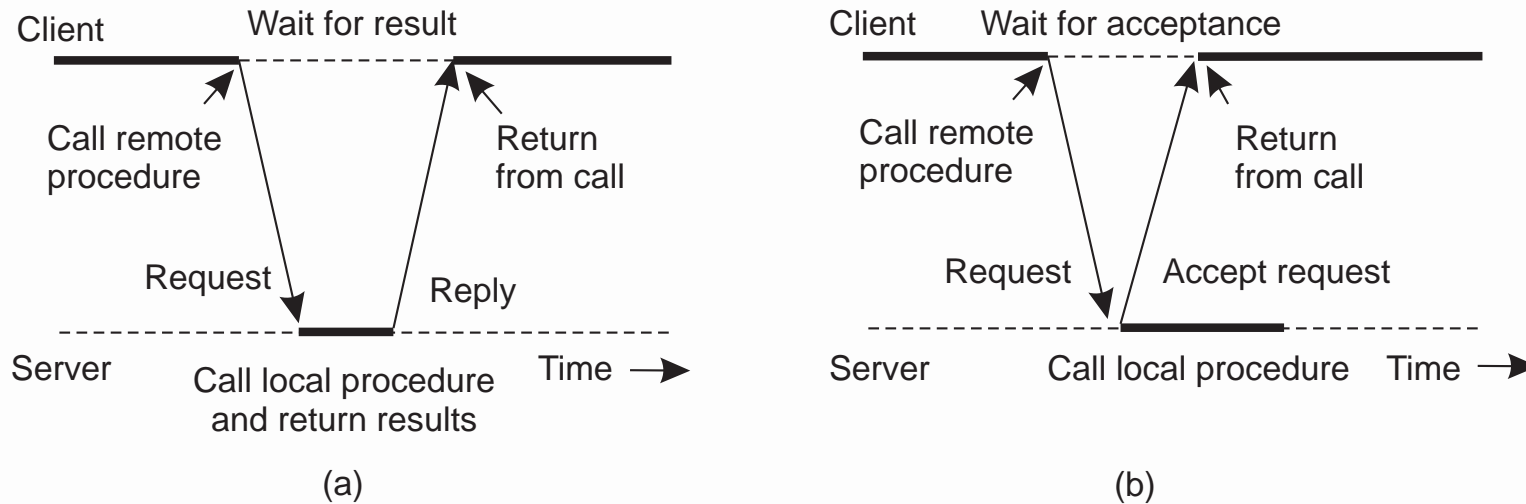 Client
Wait for result
Call remote
procedure
Return
from call
Request
Reply
Server
Call local procedure
and return results
Time
(a)
Client
Wait for acceptance
Call remote
procedure
Return
from call
Request
Accept request
Server
Call local procedure
Time
(b)